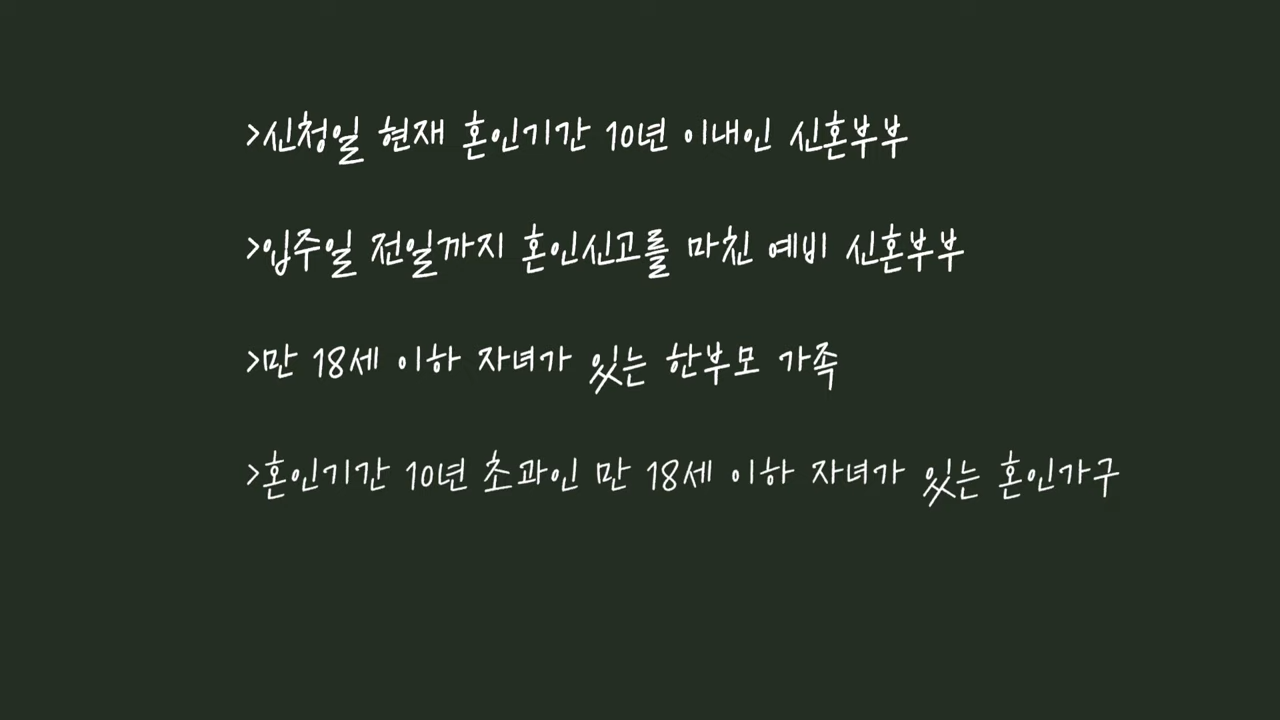 >신청일 현재 혼인기간 10년 이내인 신혼부부
>입주일 전일까지 혼인신고를 마친 예비 신혼부부
>만 18세 이하 자녀가 있는 한부모 가족
>혼인기간 10년 초과인 만 18세 이하 자녀가 있는 혼인가구